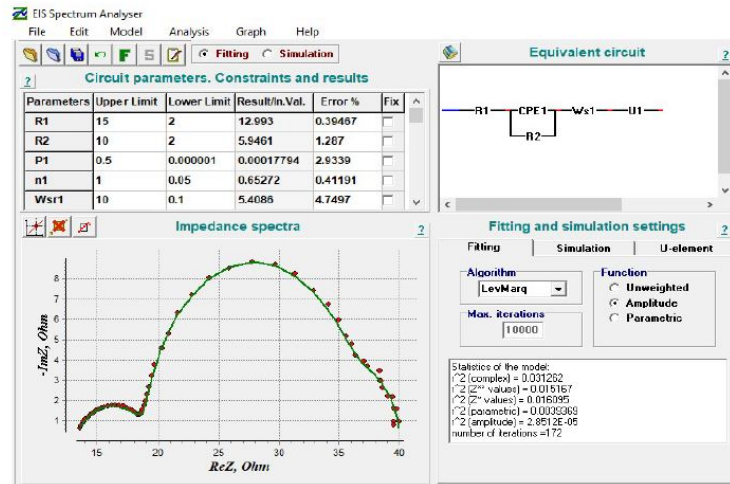 EIS Spectrum Analyser
File Edit Model Analysis Graph Help
F S Fitting Simulation
? Circuit parameters. Constraints and results
Parameters Upper Limit Lower Limit Result/In.Val. Error % Fix
R1 15 2 12.993 0.39467
R2 10 2 5.9461 1.287
P1 0.5 0.000001 0.00017794 2.9339
n1 1 0.05 0.65272 0.41191
Wsr1 10 0.1 5.4086 4.7497
Equivalent circuit ?
R1 CPE1 Ws1 U1
R2
Impedance spectra ?
-ImZ, Ohm
8
7
6
5
4
3
2
1
15 20 25 30 35 40
ReZ, Ohm
Fitting and simulation settings ?
Fitting Simulation U-element
Algorithm
LevMarq
Max. iterations
10000
Function
Unweighted
Amplitude
Parametric
Statistics of the model:
r^2 (complex) = 0.031262
r^2 (Z'' values) = 0.015167
r^2 (Z' values) = 0.016095
r^2 (parametric) = 0.0039369
r^2 (amplitude) = 2.8512E-05
number of iterations =172